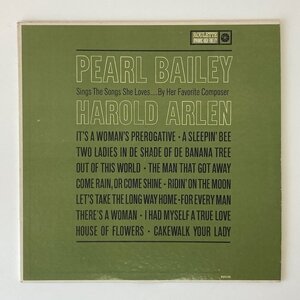 PEARL BAILEY
Sings The Songs She Loves....By Her Favorite Composer
HAROLD ARLEN
IT'S A WOMAN'S PREROGATIVE • A SLEEPIN' BEE
TWO LADIES IN DE SHADE OF DE BANANA TREE
OUT OF THIS WORLD • THE MAN THAT GOT AWAY
COME RAIN, OR COME SHINE • RIDIN' ON THE MOON
LET'S TAKE THE LONG WAY HOME • FOR EVERY MAN
THERE'S A WOMAN • I HAD MYSELF A TRUE LOVE
HOUSE OF FLOWERS • CAKEWALK YOUR LADY